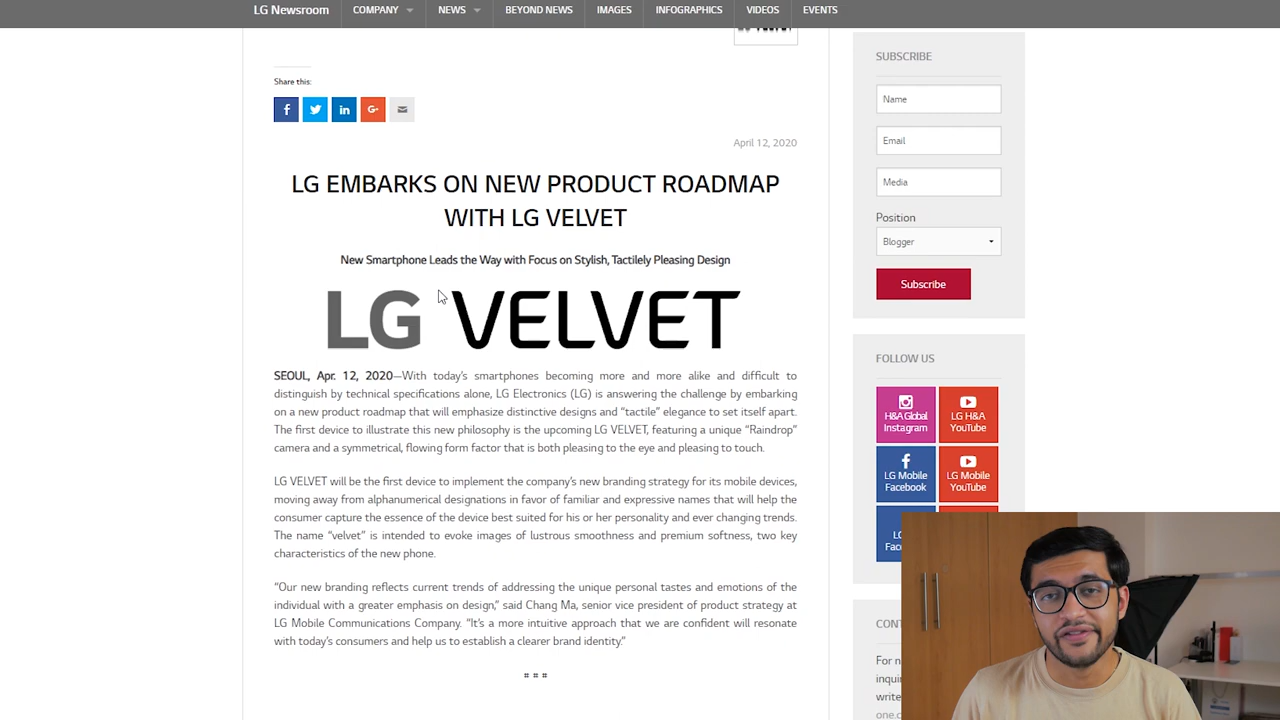 LG Newsroom
COMPANY
NEWS
BEYOND NEWS
IMAGES
INFOGRAPHICS
VIDEOS
EVENTS
Share this:
April 12, 2020
LG EMBARKS ON NEW PRODUCT ROADMAP
WITH LG VELVET
New Smartphone Leads the Way with Focus on Stylish, Tactilely Pleasing Design
LG VELVET
SEOUL, Apr. 12, 2020—With today's smartphones becoming more and more alike and difficult to
distinguish by technical specifications alone, LG Electronics (LG) is answering the challenge by embarking
on a new product roadmap that will emphasize distinctive designs and “tactile” elegance to set itself apart.
The first device to illustrate this new philosophy is the upcoming LG VELVET, featuring a unique “Raindrop”
camera and a symmetrical, flowing form factor that is both pleasing to the eye and pleasing to touch.
LG VELVET will be the first device to implement the company's new branding strategy for its mobile devices,
moving away from alphanumerical designations in favor of familiar and expressive names that will help the
consumer capture the essence of the device best suited for his or her personality and ever changing trends.
The name “velvet” is intended to evoke images of lustrous smoothness and premium softness, two key
characteristics of the new phone.
“Our new branding reflects current trends of addressing the unique personal tastes and emotions of the
individual with a greater emphasis on design,” said Chang Ma, senior vice president of product strategy at
LG Mobile Communications Company. “It's a more intuitive approach that we are confident will resonate
with today's consumers and help us to establish a clearer brand identity.”
# # #
SUBSCRIBE
Name
Email
Media
Position
Blogger
Subscribe
FOLLOW US
H&A Global
Instagram
LG H&A
YouTube
LG Mobile
Facebook
LG Mobile
YouTube